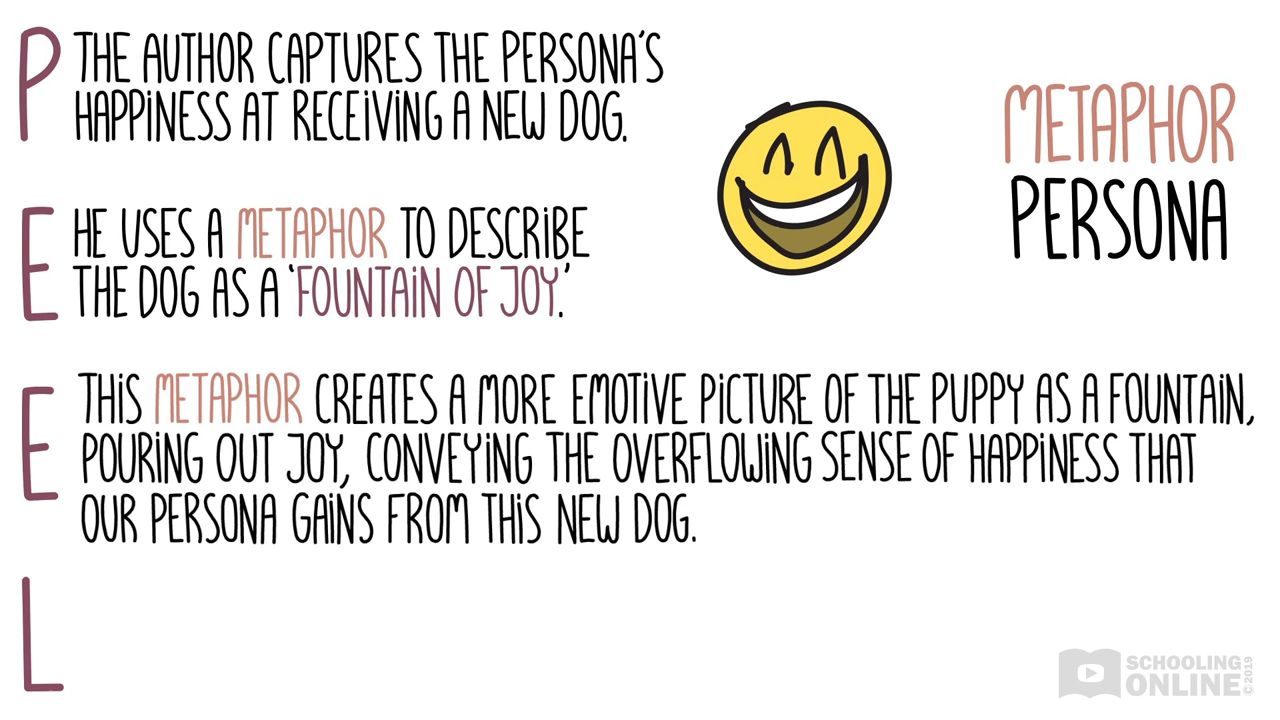 P THE AUTHOR CAPTURES THE PERSONA'S
HAPPINESS AT RECEIVING A NEW DOG.
METAPHOR
PERSONA
E HE USES A METAPHOR TO DESCRIBE
THE DOG AS A 'FOUNTAIN OF JOY.'
E THIS METAPHOR CREATES A MORE EMOTIVE PICTURE OF THE PUPPY AS A FOUNTAIN,
POURING OUT JOY, CONVEYING THE OVERFLOWING SENSE OF HAPPINESS THAT
OUR PERSONA GAINS FROM THIS NEW DOG.
L
SCHOOLING
ONLINE
©2019